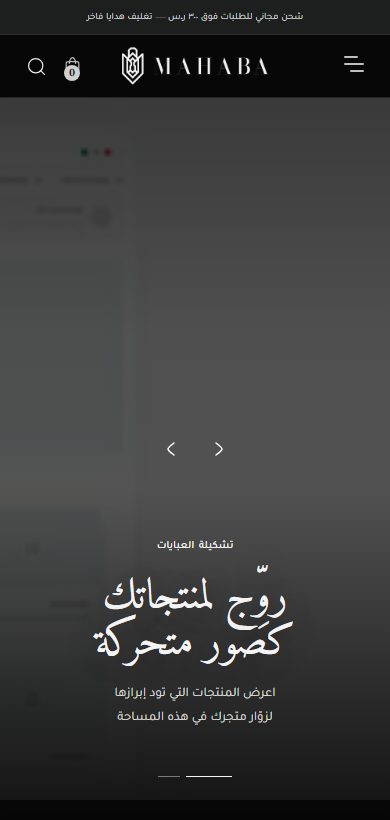 شحن مجاني للطلبات فوق ٣٠٠ ر.س — تغليف هدايا فاخر
MAHABA
0
تشكيلة العبايات
روّج لمنتجاتك
كصور متحركة
اعرض المنتجات التي تود إبرازها
لزوّار متجرك في هذه المساحة